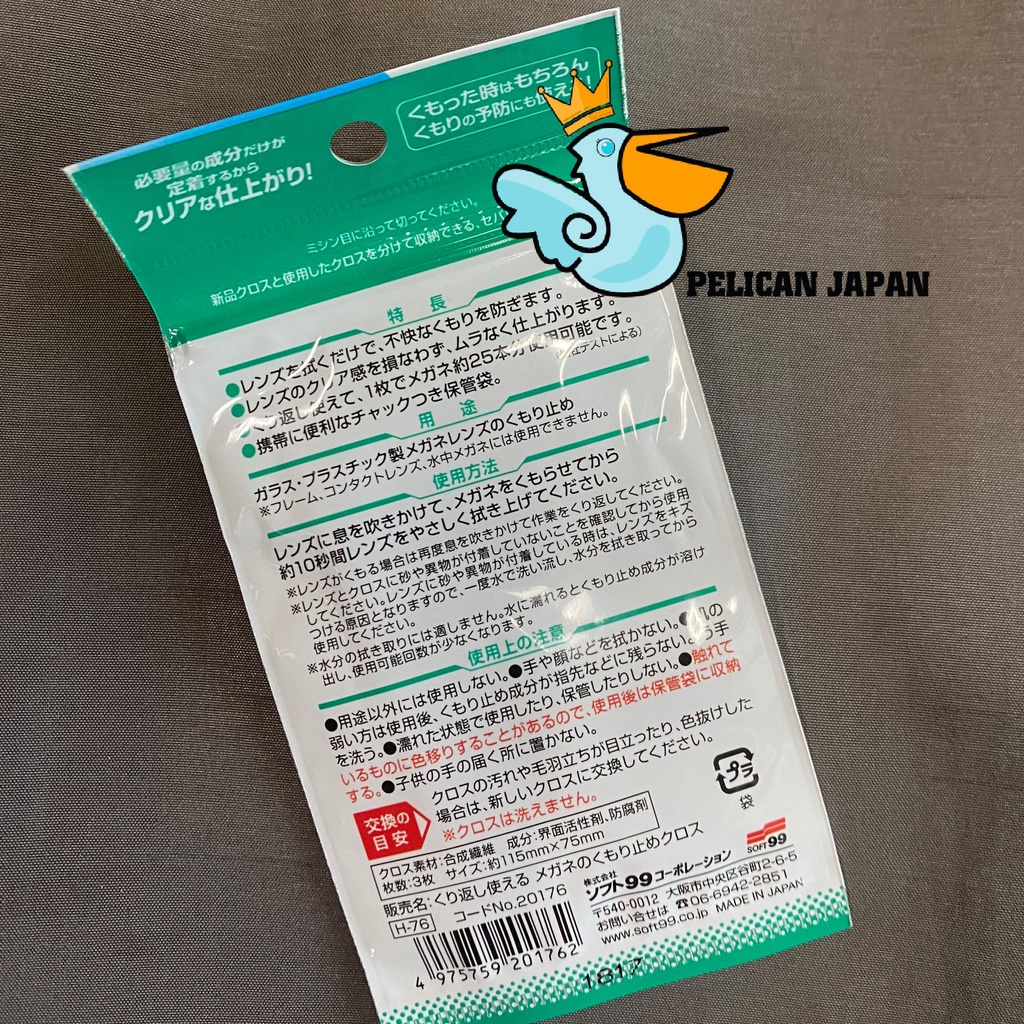 必要量の成分だけが
定着するから
クリアな仕上がり!
くもった時はもちろん
くもりの予防にも
ミシン目に沿って切ってください。
新品クロスと使用したクロスを分けて収納できる、セパ
PELICAN JAPAN
特長
●レンズを拭くだけで、不快なくもりを防ぎます。
●レンズのクリア感を損なわず、ムラなく仕上がります。
●くり返し使えて、1枚でメガネ約25本分使用可能です。
テストによる)
●携帯に便利なチャックつき保管袋。
用途
ガラス・プラスチック製メガネレンズのくもり止め
※フレーム、コンタクトレンズ、水中メガネには使用できません。
使用方法
レンズに息を吹きかけて、メガネをくもらせてから
約10秒間レンズをやさしく拭き上げてください。
※レンズがくもる場合は再度息を吹きかけて作業をくり返してください。
※レンズとクロスに砂や異物が付着していないことを確認してから使用
してください。レンズに砂や異物が付着している時は、レンズをキズ
つける原因となりますので、一度水で洗い流し、水分を拭き取ってから
使用してください。
※水分の拭き取りには適しません。水に濡れるとくもり止め成分が溶け
出し、使用可能回数が少なくなります。
使用上の注意
●用途以外には使用しない。●手や顔などを拭かない。●肌の
弱い方は使用後、くもり止め成分が指先などに残らないよう手
を洗う。●濡れた状態で使用したり、保管したりしない。●触れて
いるものに色移りすることがあるので、使用後は保管袋に収納
する。●子供の手の届く所に置かない。
交換の
目安
クロスの汚れや毛羽立ちが目立ったり、色抜けした
場合は、新しいクロスに交換してください。
※クロスは洗えません。
プラ
袋
クロス素材:合成繊維 成分:界面活性剤、防腐剤
枚数:3枚 サイズ:約115mm×75mm
販売名:くり返し使える メガネのくもり止めクロス
H-76 コードNo.20176
4 975759 201762
SOFT99
株式会社 ソフト99コーポレーション
〒540-0012 大阪市中央区谷町2-6-5
お問い合せは ☎06-6942-2851
www.soft99.co.jp MADE IN JAPAN
1817